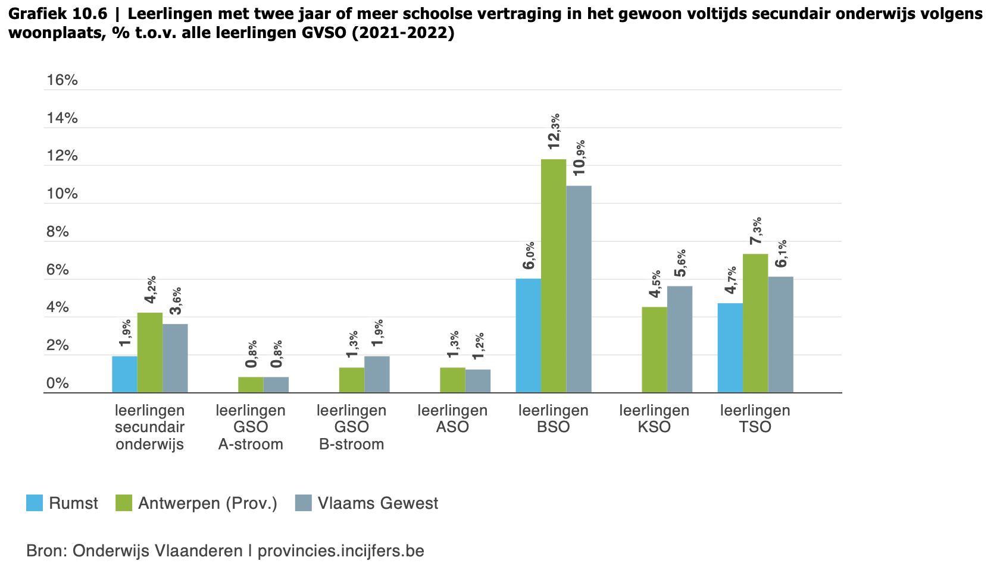 Grafiek 10.6 | Leerlingen met twee jaar of meer schoolse vertraging in het gewoon voltijds secundair onderwijs volgens
woonplaats, % t.o.v. alle leerlingen GVSO (2021-2022)
16%
14%
12%
10%
8%
6%
4%
2%
0%
1,9%
4,2%
3,6%
0,8%
0,8%
1,3%
1,9%
1,3%
1,2%
6,0%
12,3%
10,9%
4,5%
5,6%
4,7%
7,3%
6,1%
leerlingen
secundair
onderwijs
leerlingen
GSO
A-stroom
leerlingen
GSO
B-stroom
leerlingen
ASO
leerlingen
BSO
leerlingen
KSO
leerlingen
TSO
Rumst
Antwerpen (Prov.)
Vlaams Gewest
Bron: Onderwijs Vlaanderen | provincies.incijfers.be